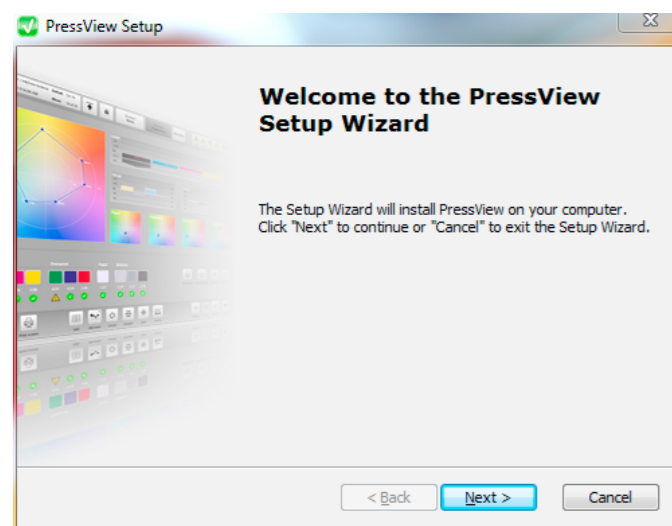 PressView Setup
Welcome to the PressView
Setup Wizard
The Setup Wizard will install PressView on your computer.
Click "Next" to continue or "Cancel" to exit the Setup Wizard.
< Back
Next >
Cancel